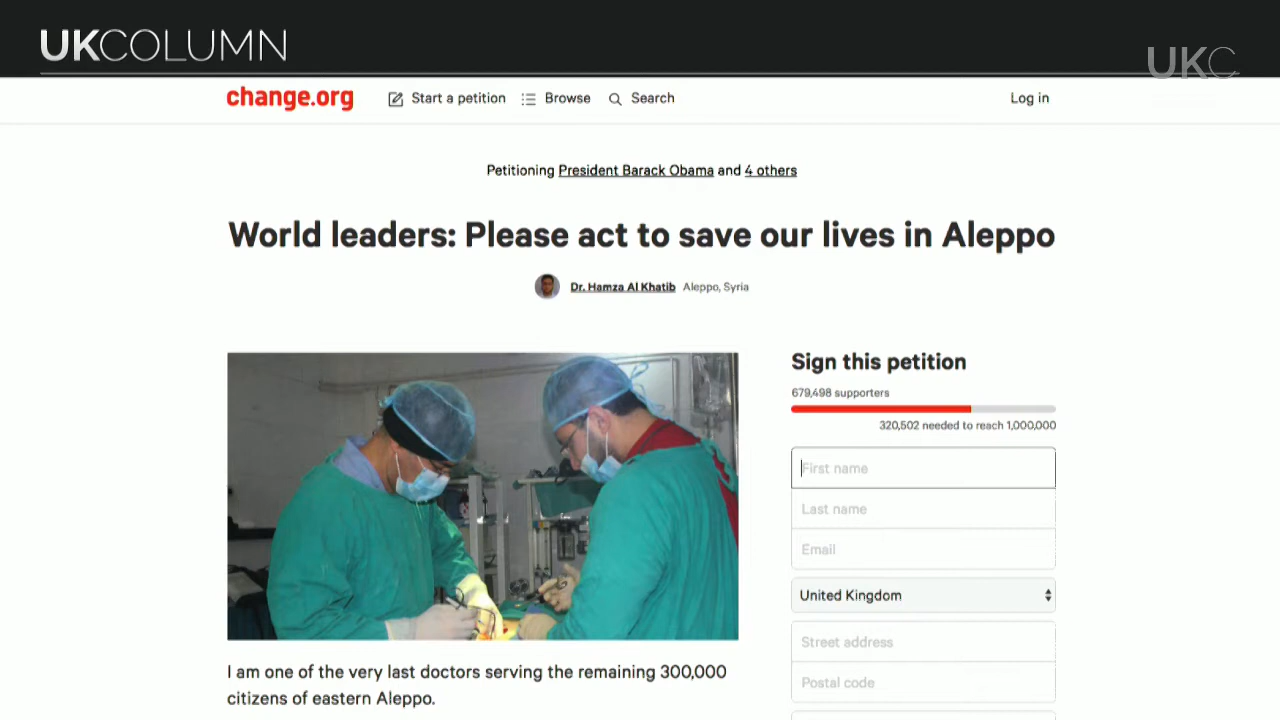 UKCOLUMN
UKC
change.org Start a petition Browse Search Log in
Petitioning President Barack Obama and 4 others
World leaders: Please act to save our lives in Aleppo
Dr. Hamza Al Khatib Aleppo, Syria
Sign this petition
679,498 supporters
320,502 needed to reach 1,000,000
First name
Last name
Email
United Kingdom
Street address
Postal code
I am one of the very last doctors serving the remaining 300,000
citizens of eastern Aleppo.